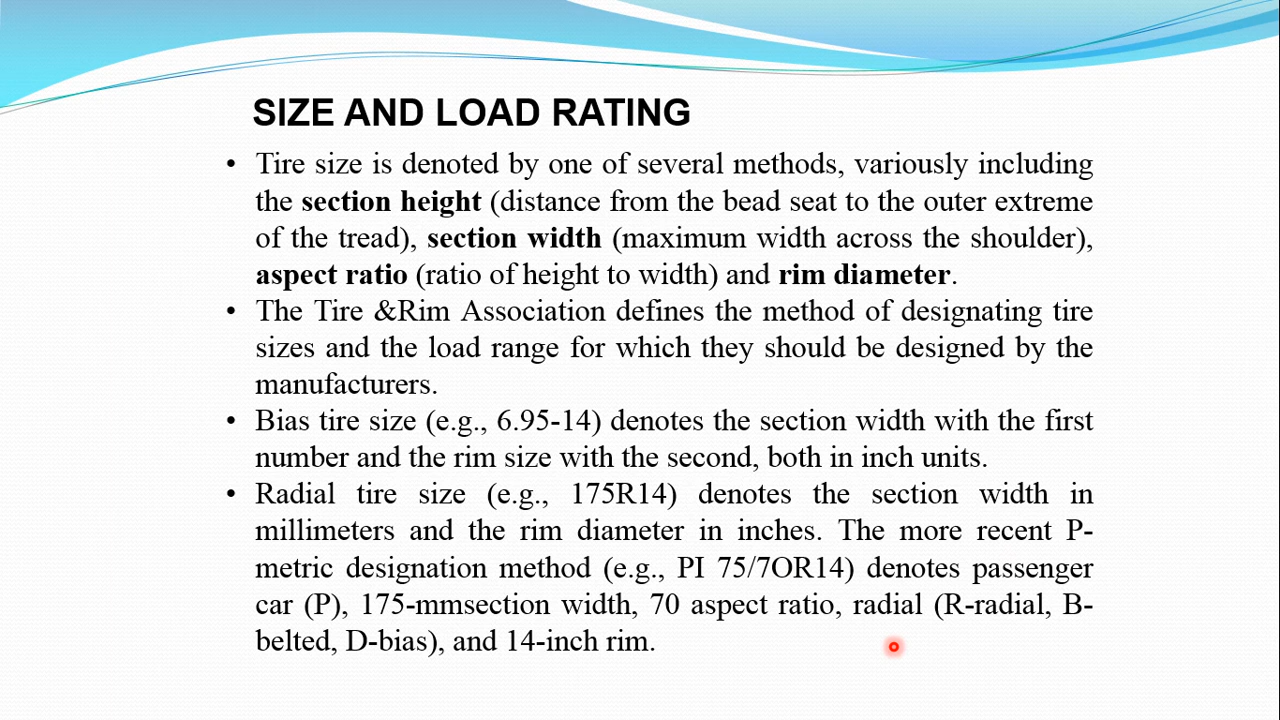 SIZE AND LOAD RATING
• Tire size is denoted by one of several methods, variously including
the section height (distance from the bead seat to the outer extreme
of the tread), section width (maximum width across the shoulder),
aspect ratio (ratio of height to width) and rim diameter.
• The Tire &Rim Association defines the method of designating tire
sizes and the load range for which they should be designed by the
manufacturers.
• Bias tire size (e.g., 6.95-14) denotes the section width with the first
number and the rim size with the second, both in inch units.
• Radial tire size (e.g., 175R14) denotes the section width in
millimeters and the rim diameter in inches. The more recent P-
metric designation method (e.g., PI 75/7OR14) denotes passenger
car (P), 175-mmsection width, 70 aspect ratio, radial (R-radial, B-
belted, D-bias), and 14-inch rim.